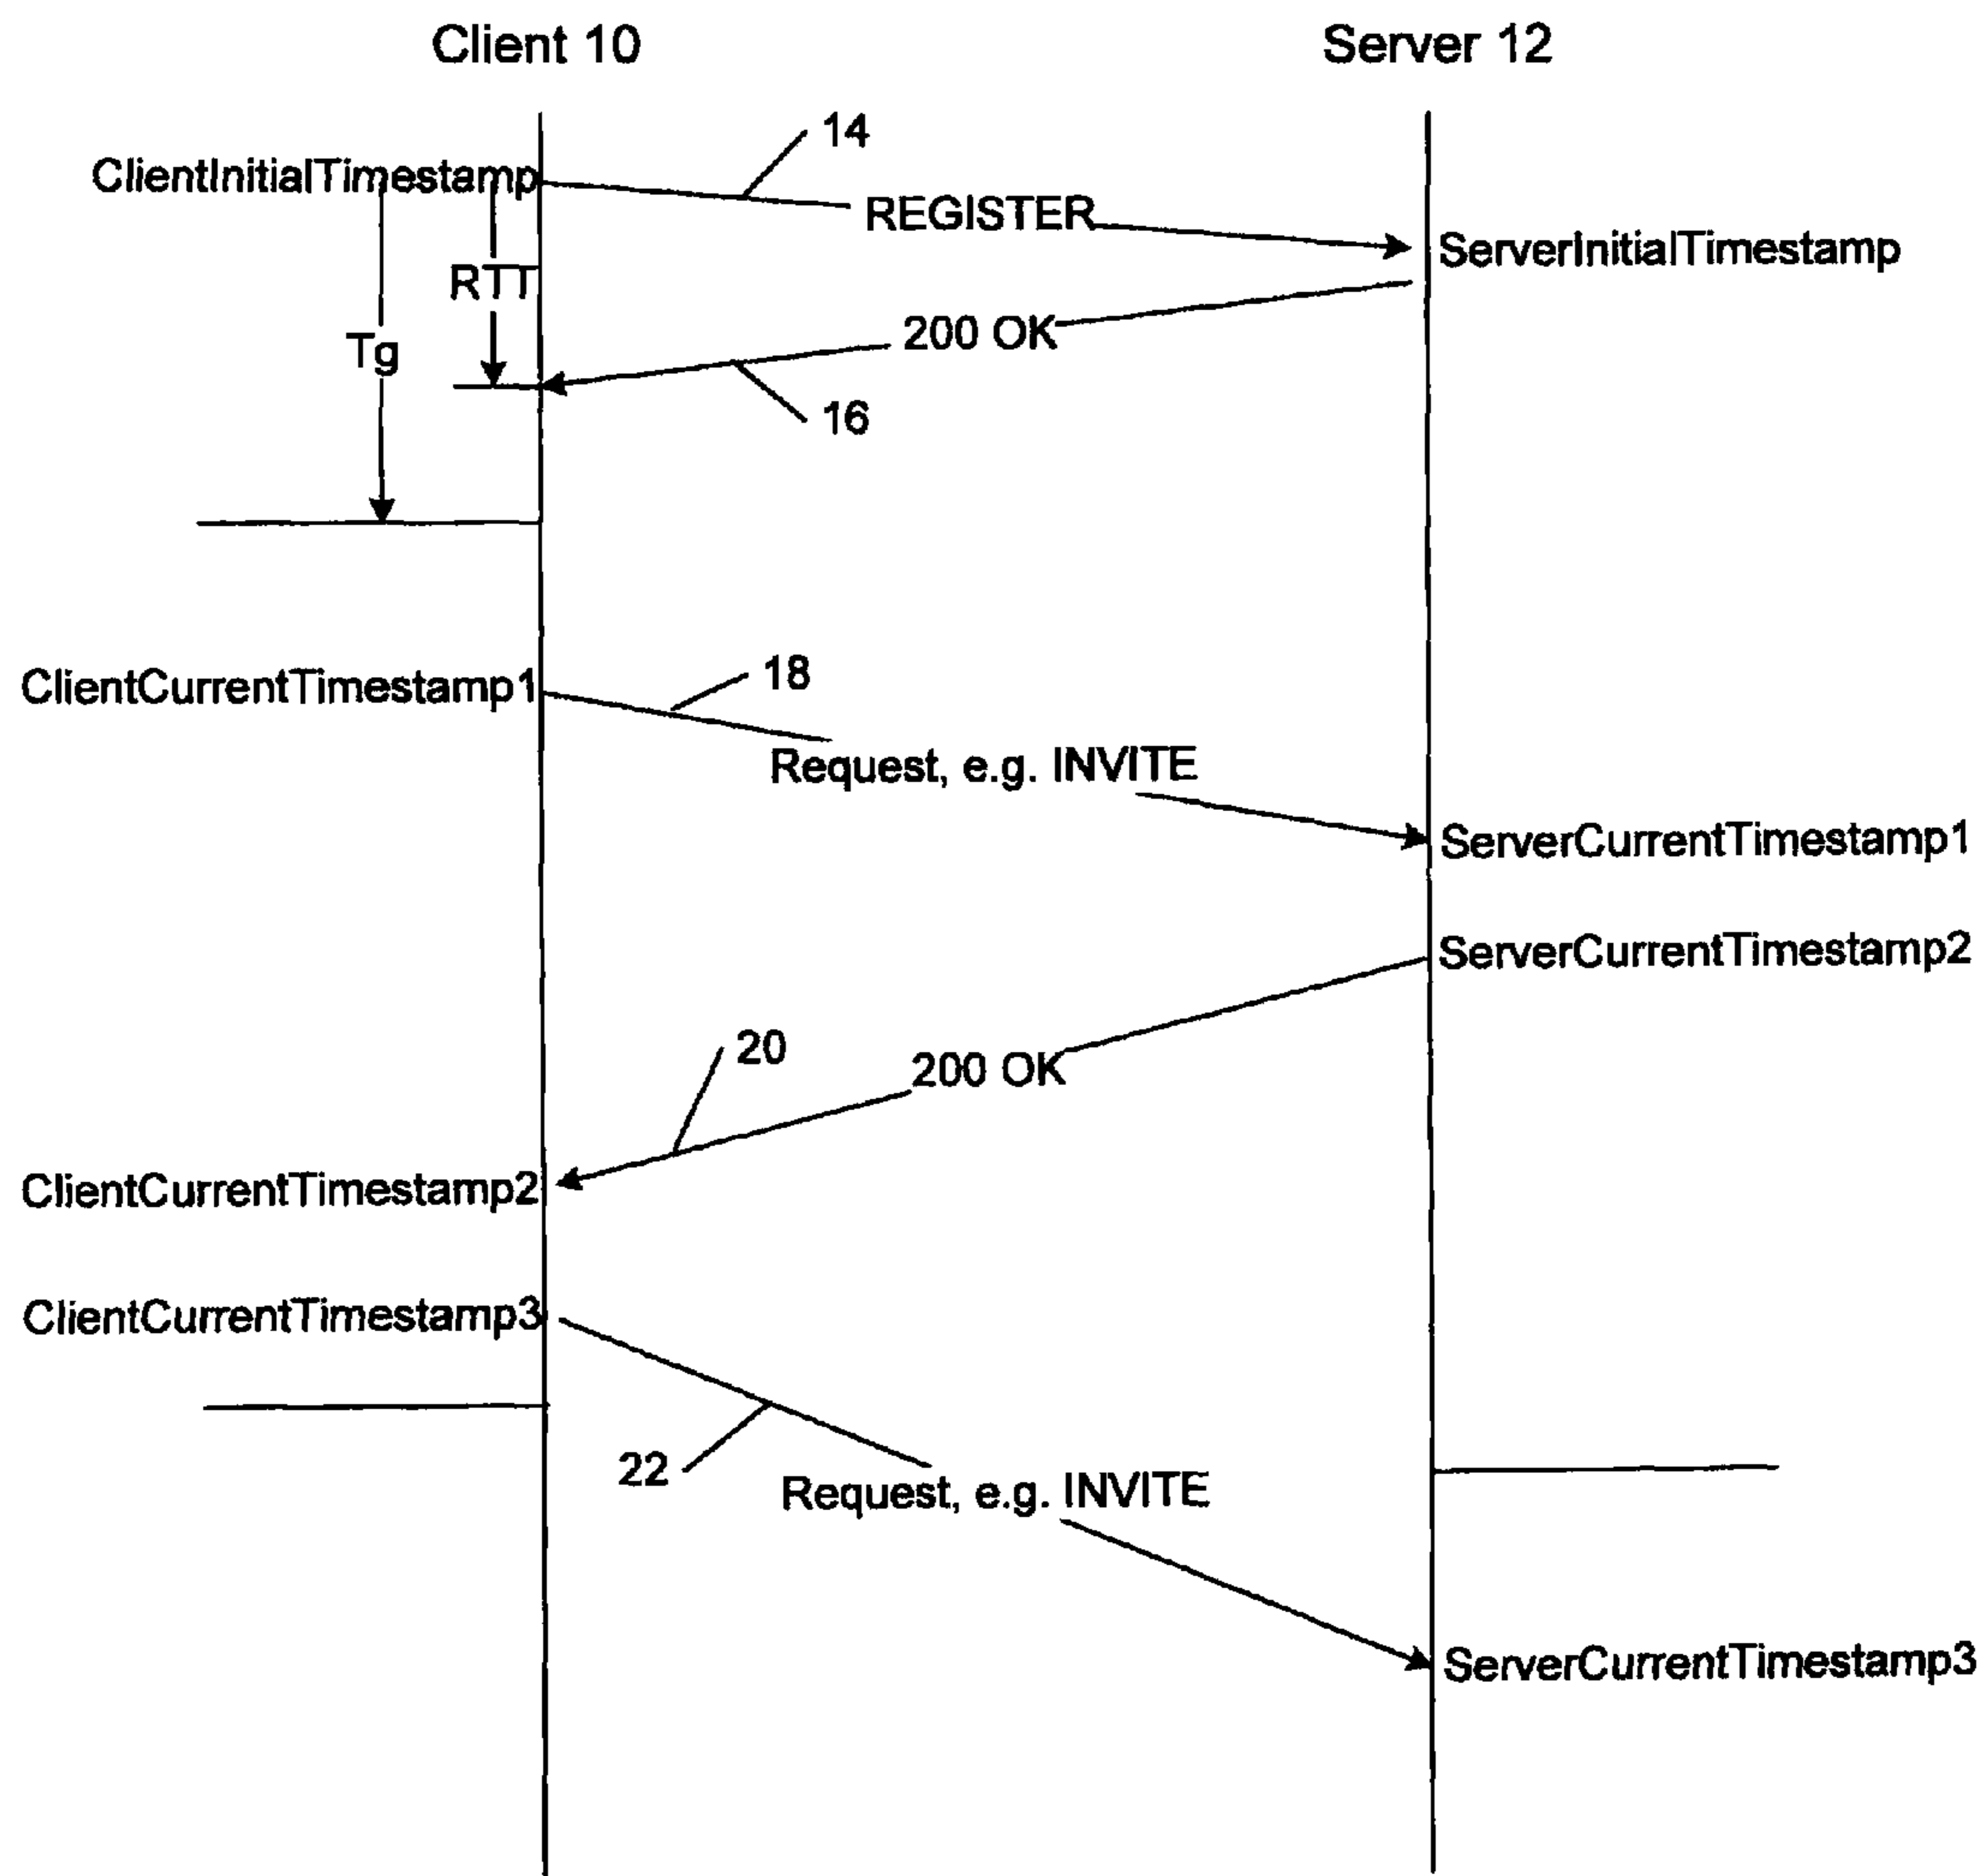 Client 10
Server 12
14
ClientInitialTimestamp
REGISTER
ServerInitialTimestamp
RTT
200 OK
Tg
16
18
ClientCurrentTimestamp1
Request, e.g. INVITE
ServerCurrentTimestamp1
ServerCurrentTimestamp2
20
200 OK
ClientCurrentTimestamp2
ClientCurrentTimestamp3
22
Request, e.g. INVITE
ServerCurrentTimestamp3